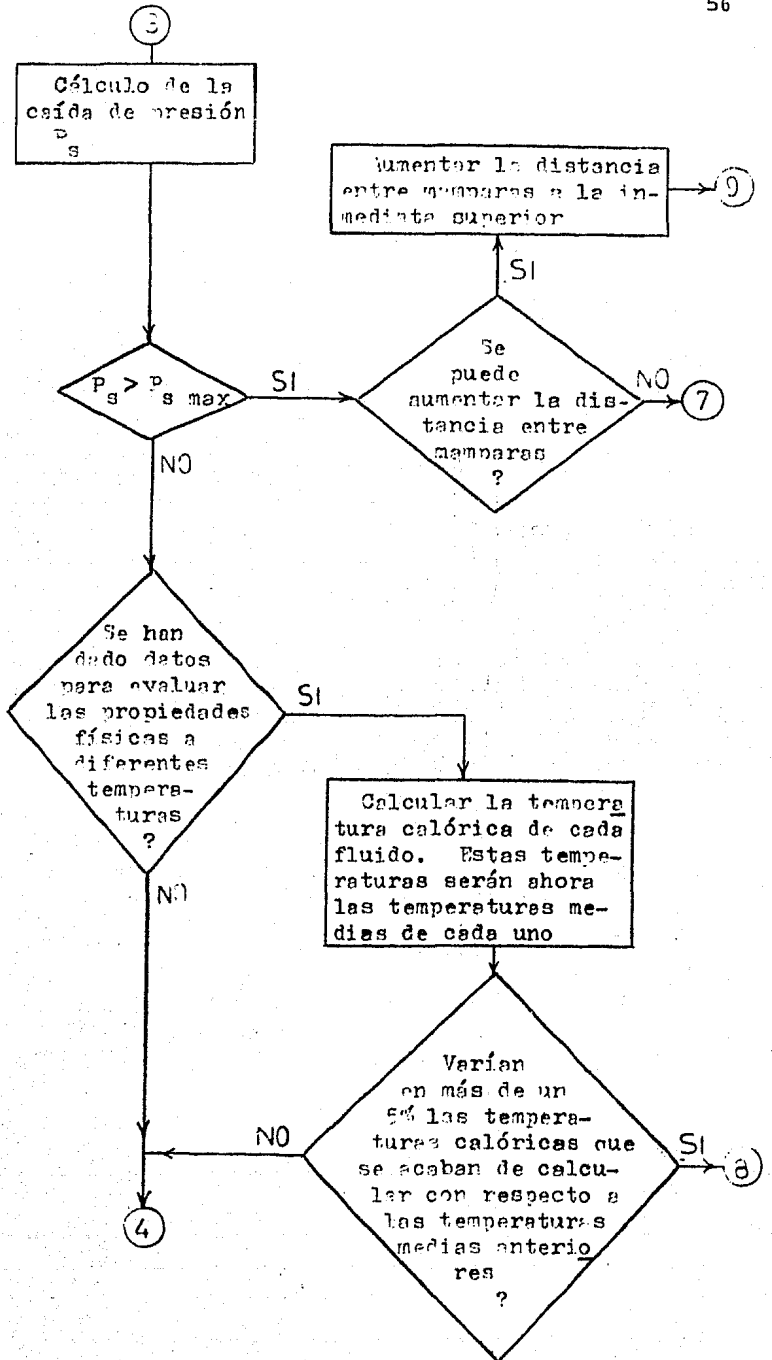 56
3
Cálculo de la
caída de presión
P
s
Aumentar la distancia
entre mamparas a la in-
mediata superior
9
SI
P s > P s max
SI
Se
puede
aumentar la dis-
tancia entre
mamparas
?
NO
7
NO
Se han
dado datos
para evaluar
las propiedades
físicas a
diferentes
tempera-
turas
?
SI
Calcular la tempera
tura calórica de cada
fluido. Estas tempe-
raturas serán ahora
las temperaturas me-
dias de cada uno
NO
Varían
en más de un
5% las tempera-
turas calóricas que
se acaban de calcu-
lar con respecto a
las temperaturas
medias anterio
res
?
NO
SI
8
4